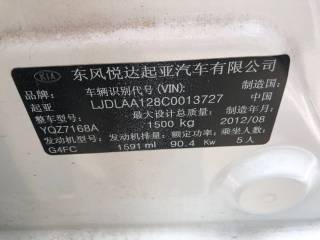 KIA 东风悦达起亚汽车有限公司
品牌: 车辆识别代号(VIN): 中国
起亚 LJDLAA128C0013727 制造国
整车型号: 最大设计总质量: 制造年月:
YQZ7168A 1500 kg 2012/08
发动机型号: 发动机排量: 额定功率: 乘坐人数:
G4FC 1591 ml 90.4 Kw 5人